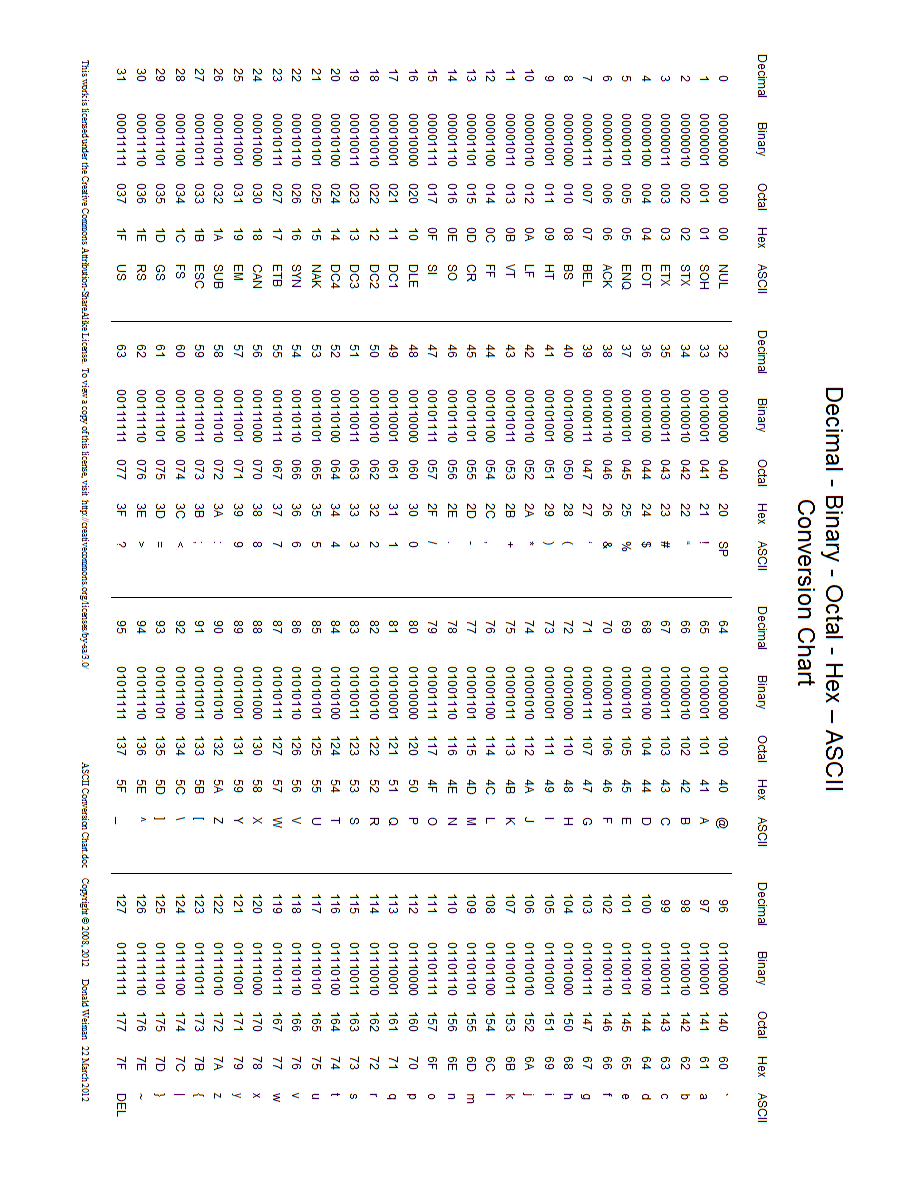 Decimal - Binary - Octal - Hex – ASCII
Conversion Chart
Decimal Binary Octal Hex ASCII Decimal Binary Octal Hex ASCII Decimal Binary Octal Hex ASCII Decimal Binary Octal Hex ASCII
0 00000000 000 00 NUL 32 00100000 040 20 SP 64 01000000 100 40 @ 96 01100000 140 60 `
1 00000001 001 01 SOH 33 00100001 041 21 ! 65 01000001 101 41 A 97 01100001 141 61 a
2 00000010 002 02 STX 34 00100010 042 22 “ 66 01000010 102 42 B 98 01100010 142 62 b
3 00000011 003 03 ETX 35 00100011 043 23 # 67 01000011 103 43 C 99 01100011 143 63 c
4 00000100 004 04 EOT 36 00100100 044 24 $ 68 01000100 104 44 D 100 01100100 144 64 d
5 00000101 005 05 ENQ 37 00100101 045 25 % 69 01000101 105 45 E 101 01100101 145 65 e
6 00000110 006 06 ACK 38 00100110 046 26 & 70 01000110 106 46 F 102 01100110 146 66 f
7 00000111 007 07 BEL 39 00100111 047 27 ‘ 71 01000111 107 47 G 103 01100111 147 67 g
8 00001000 010 08 BS 40 00101000 050 28 ( 72 01001000 110 48 H 104 01101000 150 68 h
9 00001001 011 09 HT 41 00101001 051 29 ) 73 01001001 111 49 I 105 01101001 151 69 i
10 00001010 012 0A LF 42 00101010 052 2A * 74 01001010 112 4A J 106 01101010 152 6A j
11 00001011 013 0B VT 43 00101011 053 2B + 75 01001011 113 4B K 107 01101011 153 6B k
12 00001100 014 0C FF 44 00101100 054 2C , 76 01001100 114 4C L 108 01101100 154 6C l
13 00001101 015 0D CR 45 00101101 055 2D - 77 01001101 115 4D M 109 01101101 155 6D m
14 00001110 016 0E SO 46 00101110 056 2E . 78 01001110 116 4E N 110 01101110 156 6E n
15 00001111 017 0F SI 47 00101111 057 2F / 79 01001111 117 4F O 111 01101111 157 6F o
16 00010000 020 10 DLE 48 00110000 060 30 0 80 01010000 120 50 P 112 01110000 160 70 p
17 00010001 021 11 DC1 49 00110001 061 31 1 81 01010001 121 51 Q 113 01110001 161 71 q
18 00010010 022 12 DC2 50 00110010 062 32 2 82 01010010 122 52 R 114 01110010 162 72 r
19 00010011 023 13 DC3 51 00110011 063 33 3 83 01010011 123 53 S 115 01110011 163 73 s
20 00010100 024 14 DC4 52 00110100 064 34 4 84 01010100 124 54 T 116 01110100 164 74 t
21 00010101 025 15 NAK 53 00110101 065 35 5 85 01010101 125 55 U 117 01110101 165 75 u
22 00010110 026 16 SYN 54 00110110 066 36 6 86 01010110 126 56 V 118 01110110 166 76 v
23 00010111 027 17 ETB 55 00110111 067 37 7 87 01010111 127 57 W 119 01110111 167 77 w
24 00011000 030 18 CAN 56 00111000 070 38 8 88 01011000 130 58 X 120 01111000 170 78 x
25 00011001 031 19 EM 57 00111001 071 39 9 89 01011001 131 59 Y 121 01111001 171 79 y
26 00011010 032 1A SUB 58 00111010 072 3A : 90 01011010 132 5A Z 122 01111010 172 7A z
27 00011011 033 1B ESC 59 00111011 073 3B ; 91 01011011 133 5B [ 123 01111011 173 7B {
28 00011100 034 1C FS 60 00111100 074 3C < 92 01011100 134 5C \ 124 01111100 174 7C |
29 00011101 035 1D GS 61 00111101 075 3D = 93 01011101 135 5D ] 125 01111101 175 7D }
30 00011110 036 1E RS 62 00111110 076 3E > 94 01011110 136 5E ^ 126 01111110 176 7E ~
31 00011111 037 1F US 63 00111111 077 3F ? 95 01011111 137 5F _ 127 01111111 177 7F DEL
This work is licensed under the Creative Commons Attribution-ShareAlike License. To view a copy of this license, visit http://creativecommons.org/licenses/by-sa/3.0/ ASCII Conversion Chart.doc Copyright © 2008, 2012 Donald Weiman 22 March 2012